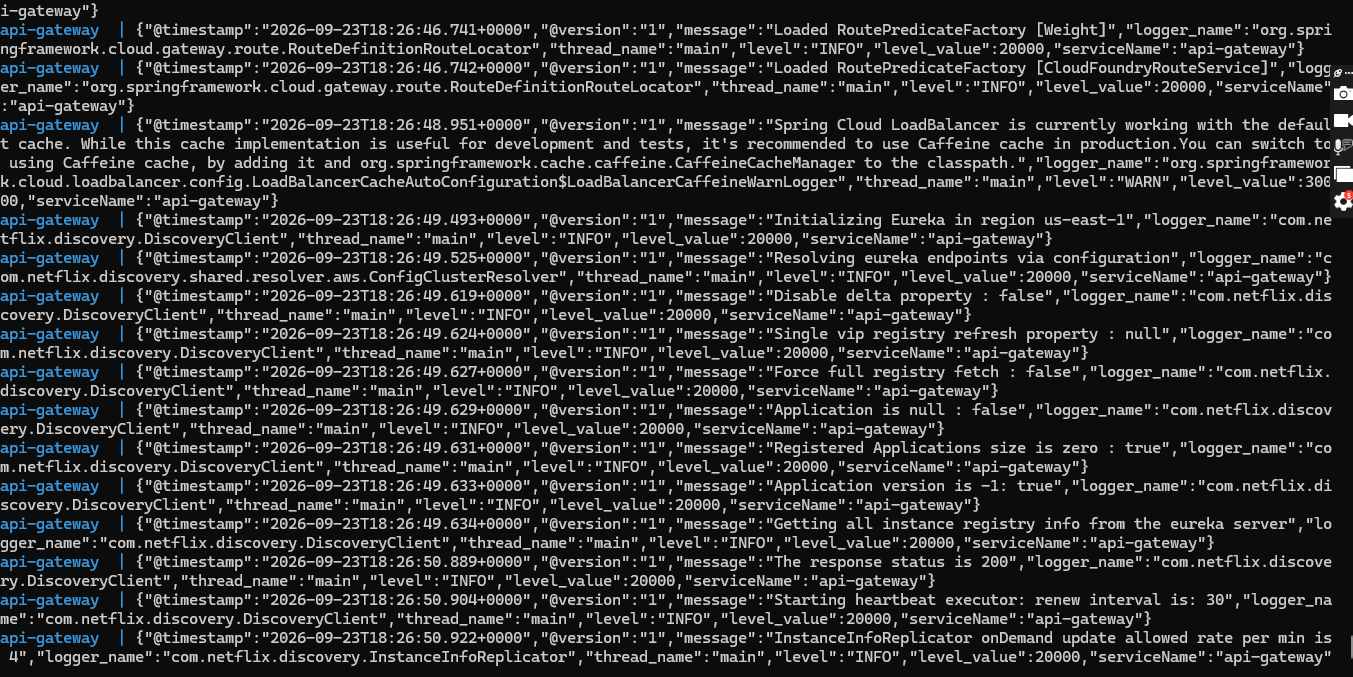 i-gateway"}
api-gateway  | {"@timestamp":"2026-09-23T18:26:46.741+0000","@version":"1","message":"Loaded RoutePredicateFactory [Weight]","logger_name":"org.spri
ngframework.cloud.gateway.route.RouteDefinitionRouteLocator","thread_name":"main","level":"INFO","level_value":20000,"serviceName":"api-gateway"}
api-gateway  | {"@timestamp":"2026-09-23T18:26:46.742+0000","@version":"1","message":"Loaded RoutePredicateFactory [CloudFoundryRouteService]","logg
er_name":"org.springframework.cloud.gateway.route.RouteDefinitionRouteLocator","thread_name":"main","level":"INFO","level_value":20000,"serviceName"
:"api-gateway"}
api-gateway  | {"@timestamp":"2026-09-23T18:26:48.951+0000","@version":"1","message":"Spring Cloud LoadBalancer is currently working with the defaul
t cache. While this cache implementation is useful for development and tests, it's recommended to use Caffeine cache in production.You can switch to
 using Caffeine cache, by adding it and org.springframework.cache.caffeine.CaffeineCacheManager to the classpath.","logger_name":"org.springframewor
k.cloud.loadbalancer.config.LoadBalancerCacheAutoConfiguration$LoadBalancerCaffeineWarnLogger","thread_name":"main","level":"WARN","level_value":300
00,"serviceName":"api-gateway"}
api-gateway  | {"@timestamp":"2026-09-23T18:26:49.493+0000","@version":"1","message":"Initializing Eureka in region us-east-1","logger_name":"com.ne
tflix.discovery.DiscoveryClient","thread_name":"main","level":"INFO","level_value":20000,"serviceName":"api-gateway"}
api-gateway  | {"@timestamp":"2026-09-23T18:26:49.525+0000","@version":"1","message":"Resolving eureka endpoints via configuration","logger_name":"c
om.netflix.discovery.shared.resolver.aws.ConfigClusterResolver","thread_name":"main","level":"INFO","level_value":20000,"serviceName":"api-gateway"}
api-gateway  | {"@timestamp":"2026-09-23T18:26:49.619+0000","@version":"1","message":"Disable delta property : false","logger_name":"com.netflix.dis
covery.DiscoveryClient","thread_name":"main","level":"INFO","level_value":20000,"serviceName":"api-gateway"}
api-gateway  | {"@timestamp":"2026-09-23T18:26:49.624+0000","@version":"1","message":"Single vip registry refresh property : null","logger_name":"co
m.netflix.discovery.DiscoveryClient","thread_name":"main","level":"INFO","level_value":20000,"serviceName":"api-gateway"}
api-gateway  | {"@timestamp":"2026-09-23T18:26:49.627+0000","@version":"1","message":"Force full registry fetch : false","logger_name":"com.netflix.
discovery.DiscoveryClient","thread_name":"main","level":"INFO","level_value":20000,"serviceName":"api-gateway"}
api-gateway  | {"@timestamp":"2026-09-23T18:26:49.629+0000","@version":"1","message":"Application is null : false","logger_name":"com.netflix.discov
ery.DiscoveryClient","thread_name":"main","level":"INFO","level_value":20000,"serviceName":"api-gateway"}
api-gateway  | {"@timestamp":"2026-09-23T18:26:49.631+0000","@version":"1","message":"Registered Applications size is zero : true","logger_name":"co
m.netflix.discovery.DiscoveryClient","thread_name":"main","level":"INFO","level_value":20000,"serviceName":"api-gateway"}
api-gateway  | {"@timestamp":"2026-09-23T18:26:49.633+0000","@version":"1","message":"Application version is -1: true","logger_name":"com.netflix.di
scovery.DiscoveryClient","thread_name":"main","level":"INFO","level_value":20000,"serviceName":"api-gateway"}
api-gateway  | {"@timestamp":"2026-09-23T18:26:49.634+0000","@version":"1","message":"Getting all instance registry info from the eureka server","lo
gger_name":"com.netflix.discovery.DiscoveryClient","thread_name":"main","level":"INFO","level_value":20000,"serviceName":"api-gateway"}
api-gateway  | {"@timestamp":"2026-09-23T18:26:50.889+0000","@version":"1","message":"The response status is 200","logger_name":"com.netflix.discove
ry.DiscoveryClient","thread_name":"main","level":"INFO","level_value":20000,"serviceName":"api-gateway"}
api-gateway  | {"@timestamp":"2026-09-23T18:26:50.904+0000","@version":"1","message":"Starting heartbeat executor: renew interval is: 30","logger_na
me":"com.netflix.discovery.DiscoveryClient","thread_name":"main","level":"INFO","level_value":20000,"serviceName":"api-gateway"}
api-gateway  | {"@timestamp":"2026-09-23T18:26:50.922+0000","@version":"1","message":"InstanceInfoReplicator onDemand update allowed rate per min is
 4","logger_name":"com.netflix.discovery.InstanceInfoReplicator","thread_name":"main","level":"INFO","level_value":20000,"serviceName":"api-gateway"
5